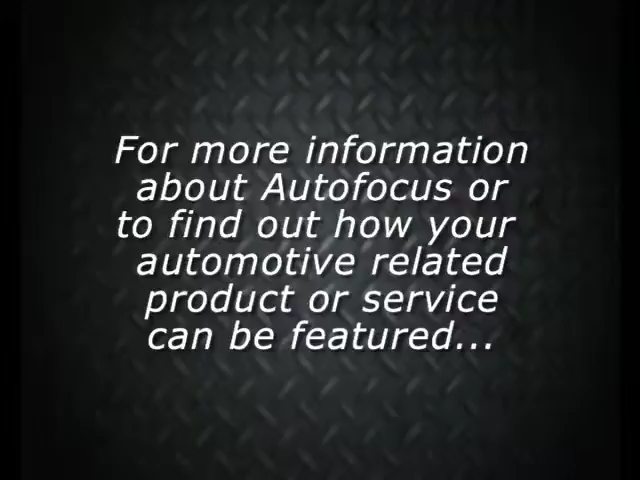 For more information
about Autofocus or
to find out how your
automotive related
product or service
can be featured...